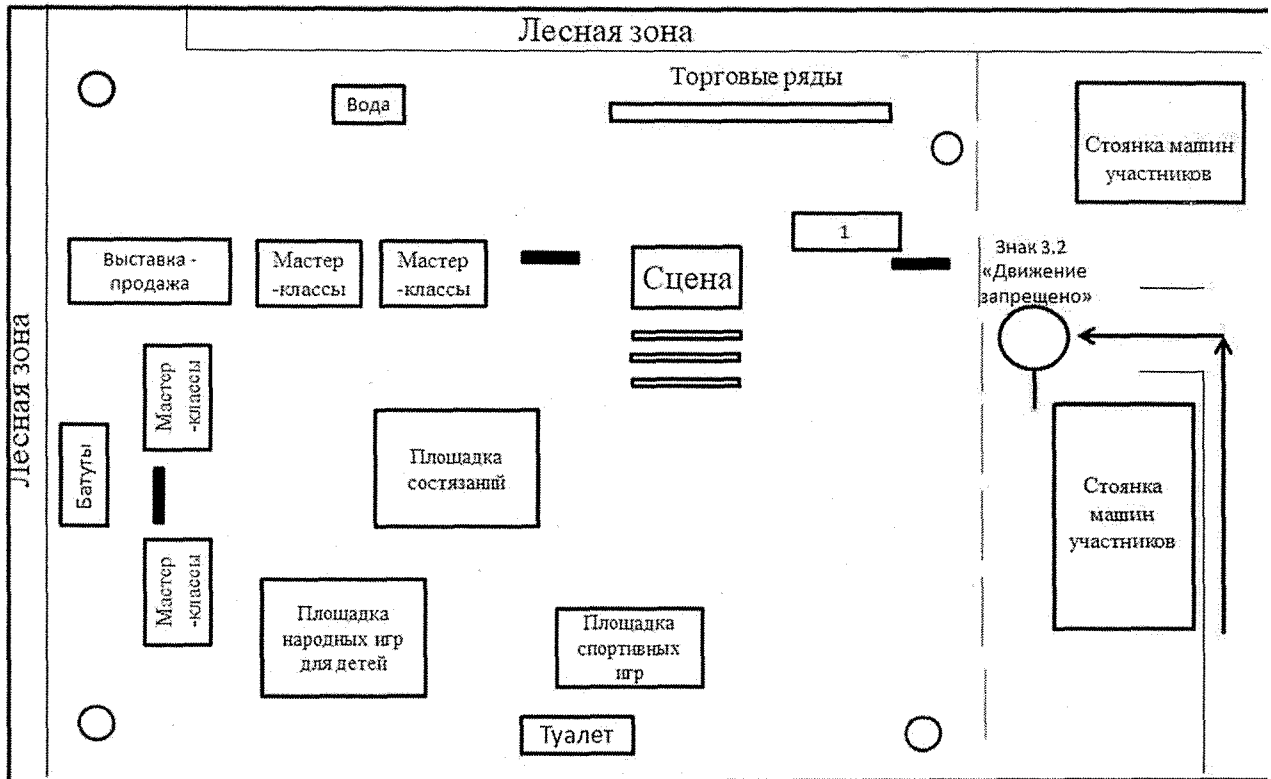 Лесная зона
Торговые ряды
Вода
Стоянка машин
участников
1
Выставка -
продажа
Мастер
-классы
Мастер
-классы
Сцена
Знак 3.2
«Движение
запрещено»
Лесная зона
Мастер
-классы
Батуты
Площадка
состязаний
Стоянка
машин
участников
Мастер
-классы
Площадка
народных игр
для детей
Площадка
спортивных
игр
Туалет